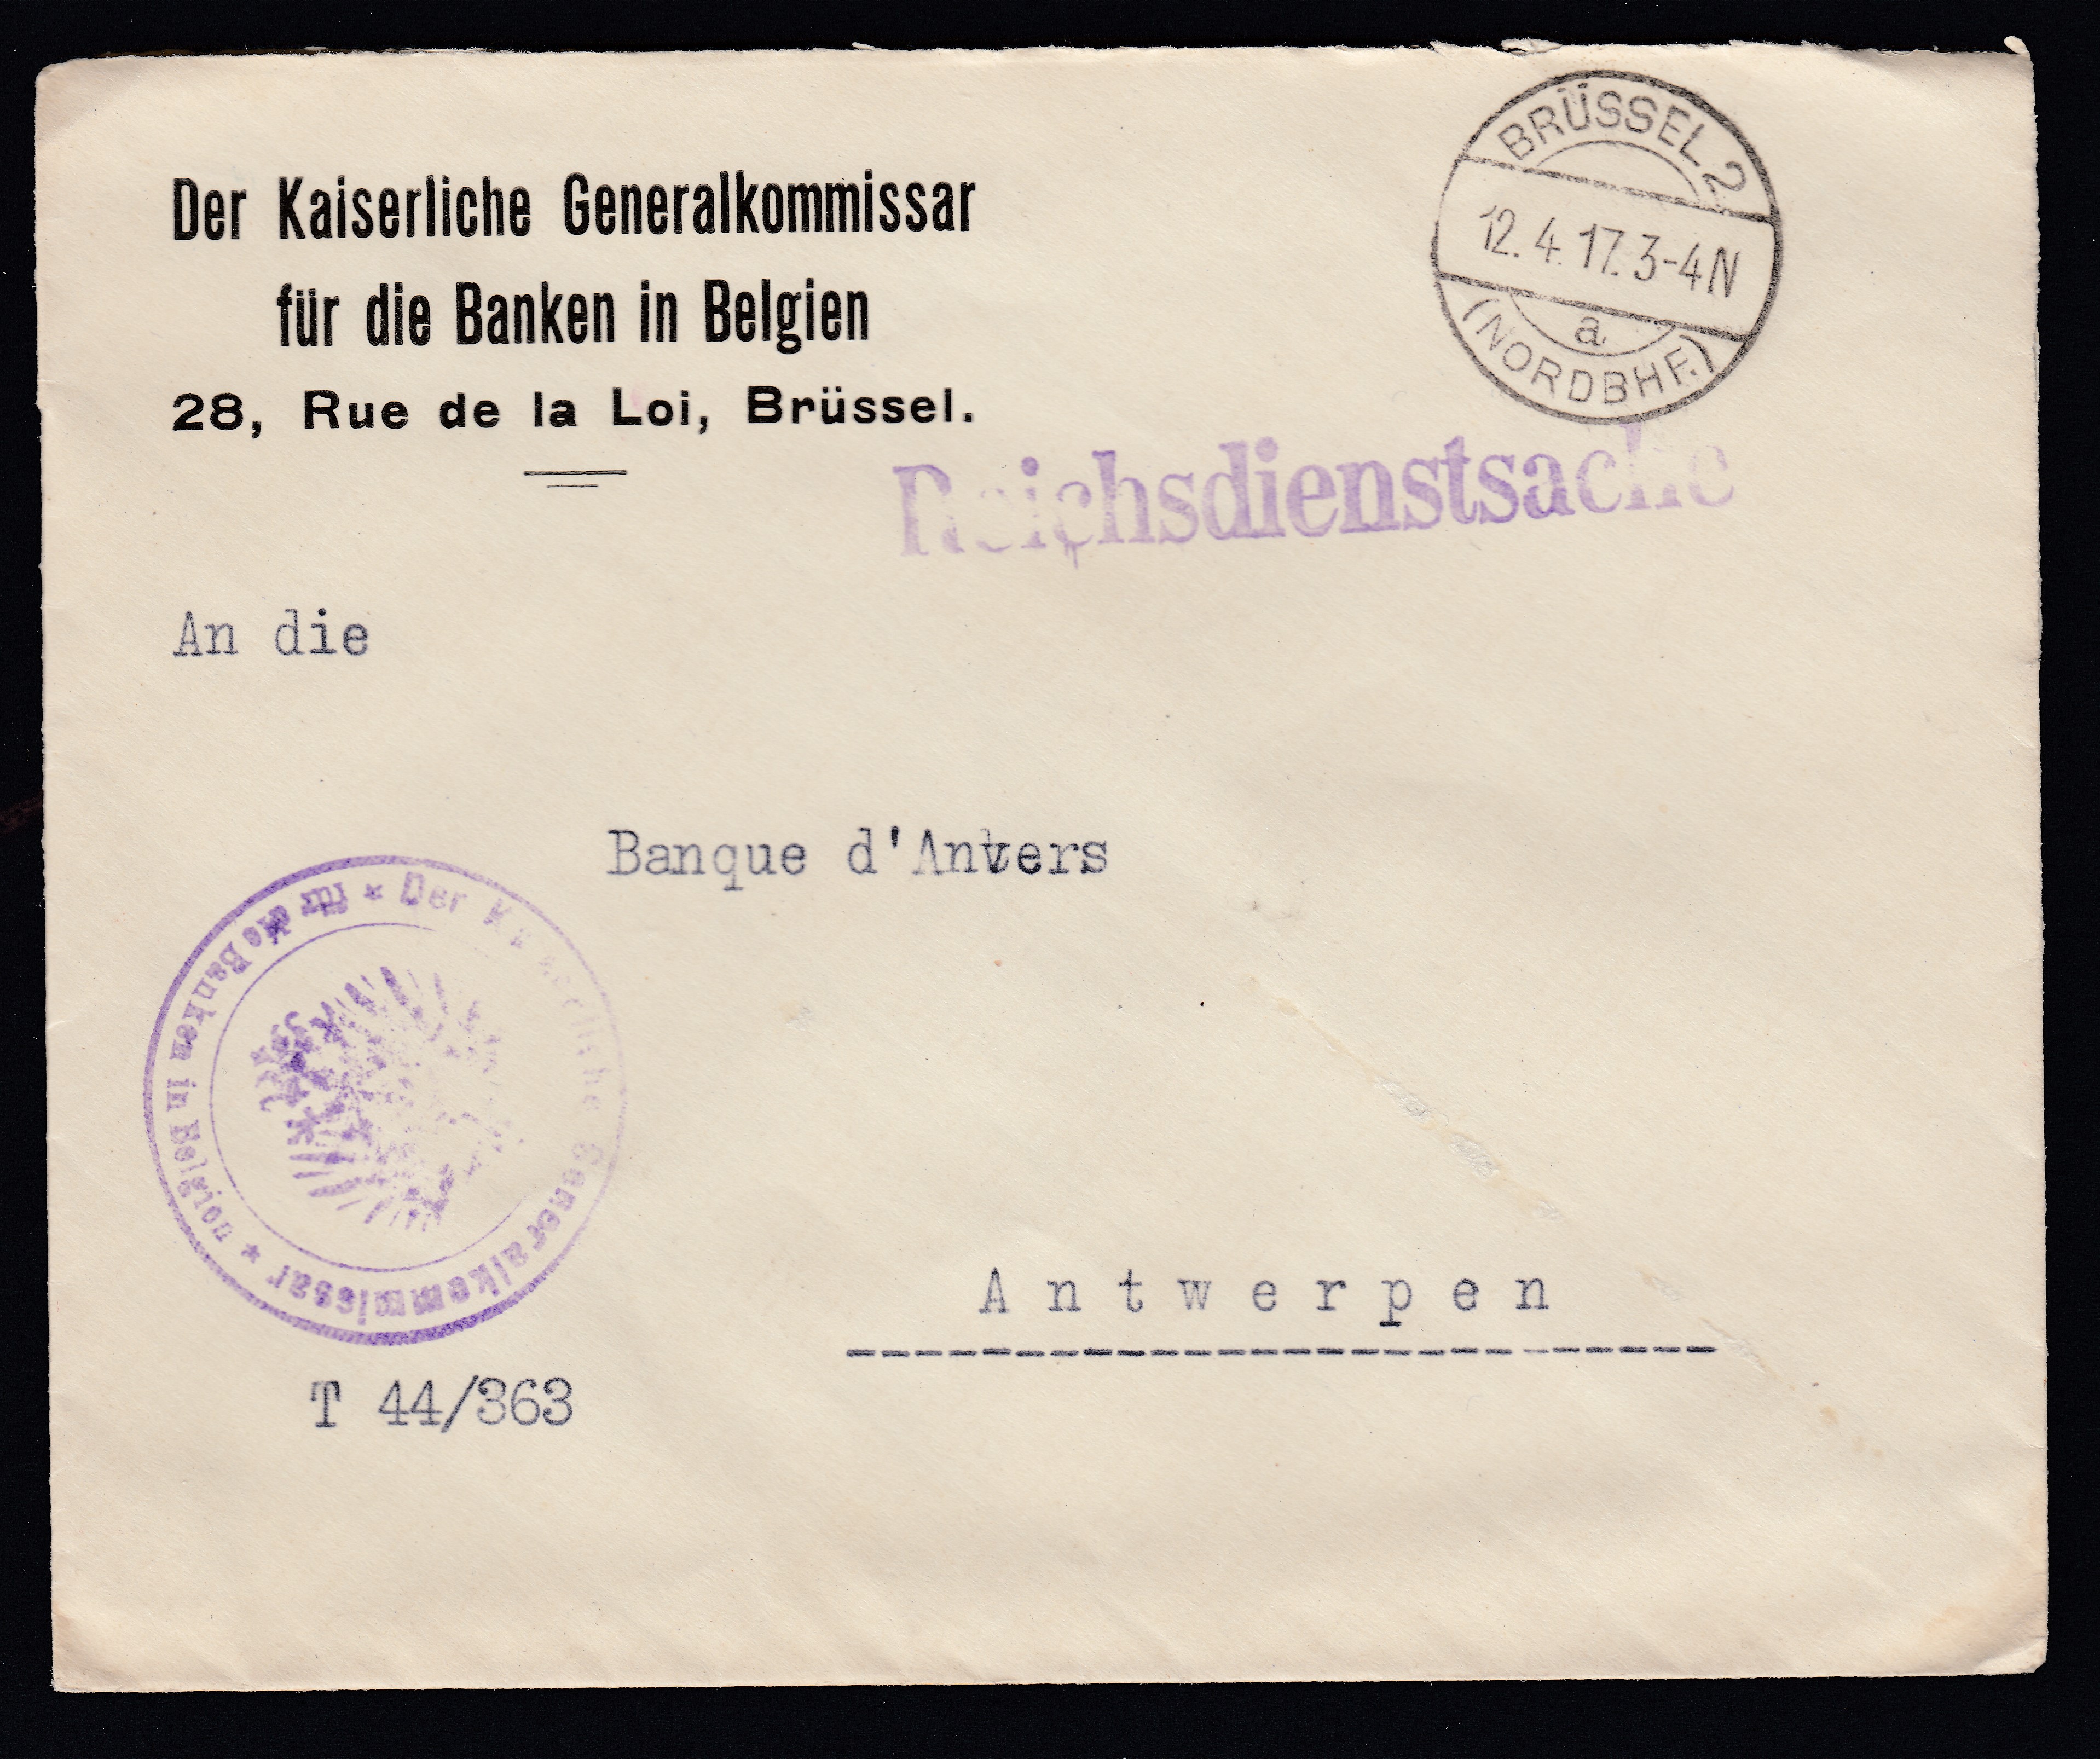 Der Kaiserliche Generalkommissar
für die Banken in Belgien
28, Rue de la Loi, Brüssel.
BRÜSSEL 2
12.4.17.3-4N
a
(NORDBHF.)
Reichsdienstsache
An die
Banque d'Anvers
* Der Kaiserliche Generalkommissar *
für die Banken in Belgien
Antwerpen
T 44/363